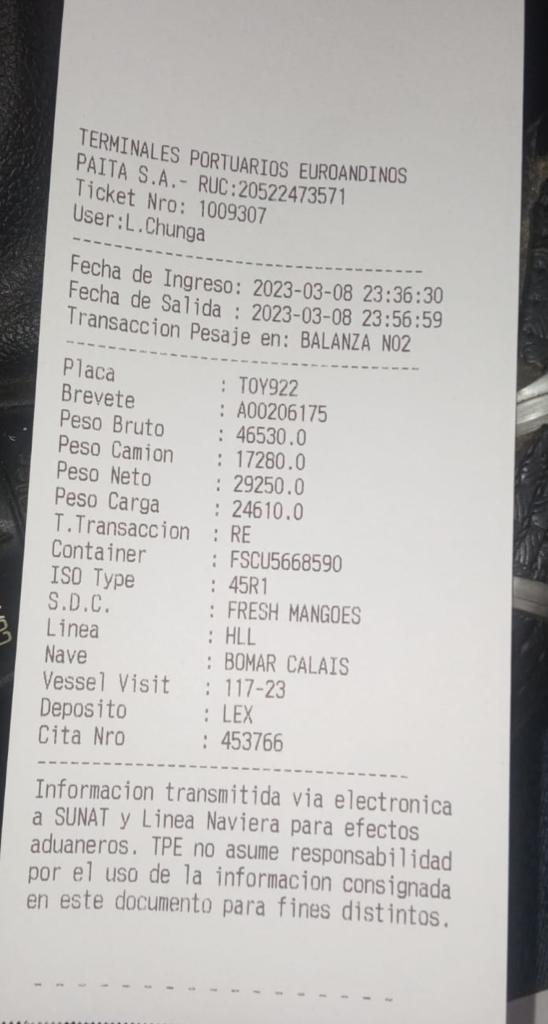 TERMINALES PORTUARIOS EUROANDINOS
PAITA S.A.- RUC:20522473571
Ticket Nro: 1009307
User:L.Chunga
Fecha de Ingreso: 2023-03-08 23:36:30
Fecha de Salida : 2023-03-08 23:56:59
Transaccion Pesaje en: BALANZA NO2
Placa : TOY922
Brevete : A00206175
Peso Bruto : 46530.0
Peso Camion : 17280.0
Peso Neto : 29250.0
Peso Carga : 24610.0
T.Transaccion : RE
Container : FSCU5668590
ISO Type : 45R1
S.D.C. : FRESH MANGOES
Linea : HLL
Nave : BOMAR CALAIS
Vessel Visit : 117-23
Deposito : LEX
Cita Nro : 453766
Informacion transmitida via electronica
a SUNAT y Linea Naviera para efectos
aduaneros. TPE no asume responsabilidad
por el uso de la informacion consignada
en este documento para fines distintos.